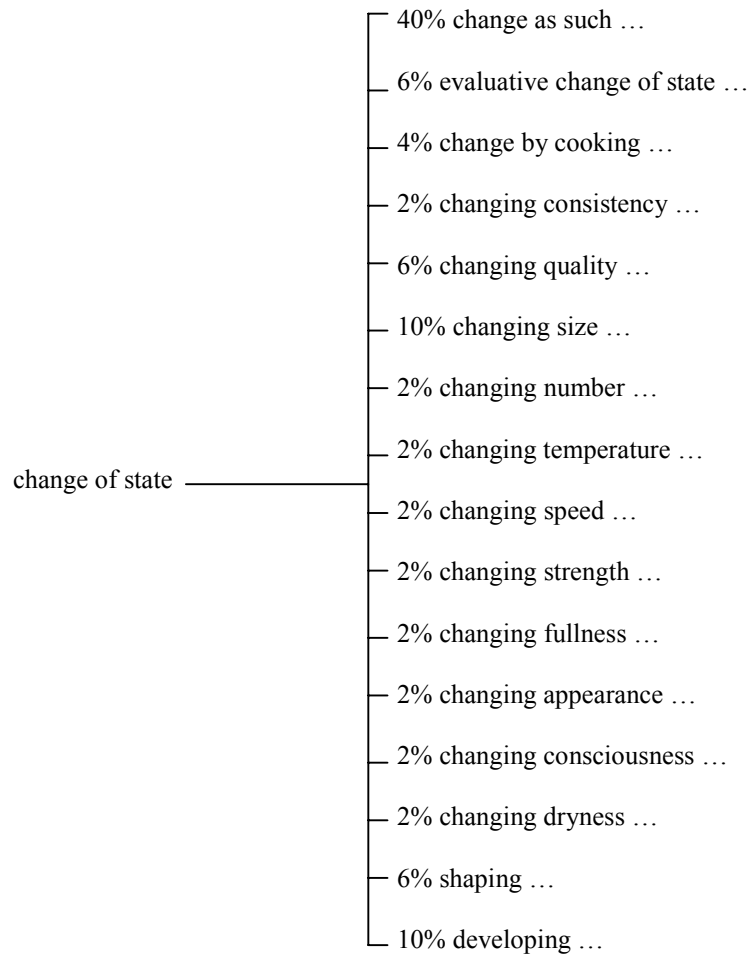 40% change as such …
6% evaluative change of state …
4% change by cooking …
2% changing consistency …
6% changing quality …
10% changing size …
2% changing number …
2% changing temperature …
change of state
2% changing speed …
2% changing strength …
2% changing fullness …
2% changing appearance …
2% changing consciousness …
2% changing dryness …
6% shaping …
10% developing …